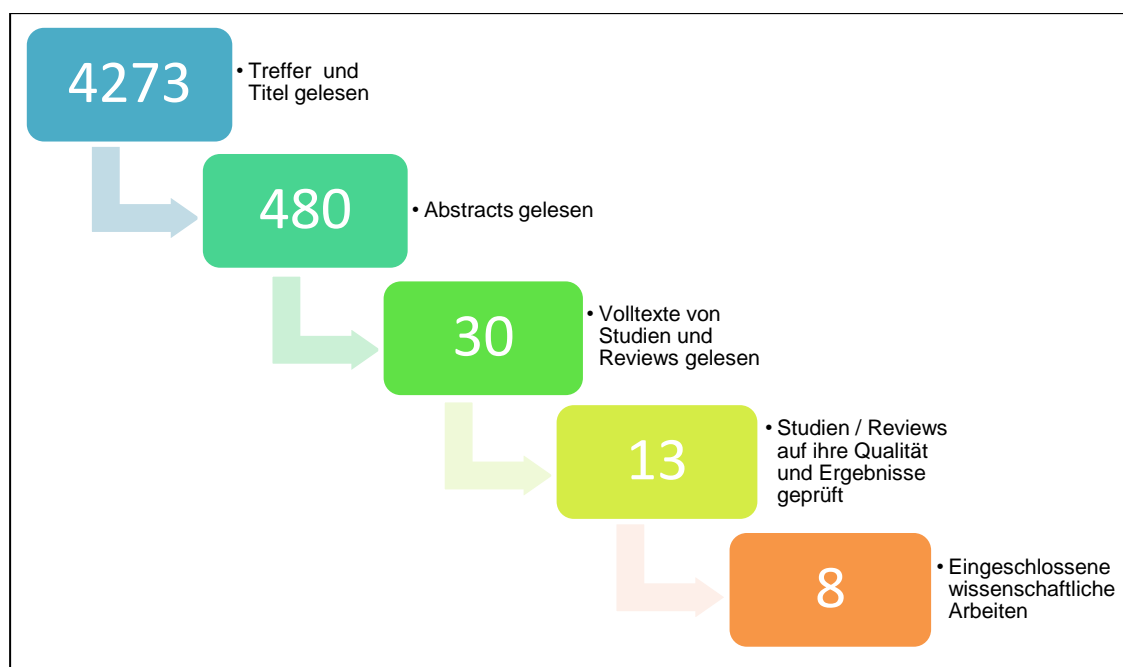 4273
• Treffer und
Titel gelesen
480
• Abstracts gelesen
30
• Volltexte von
Studien und
Reviews gelesen
13
• Studien / Reviews
auf ihre Qualität
und Ergebnisse
geprüft
8
• Eingeschlossene
wissenschaftliche
Arbeiten